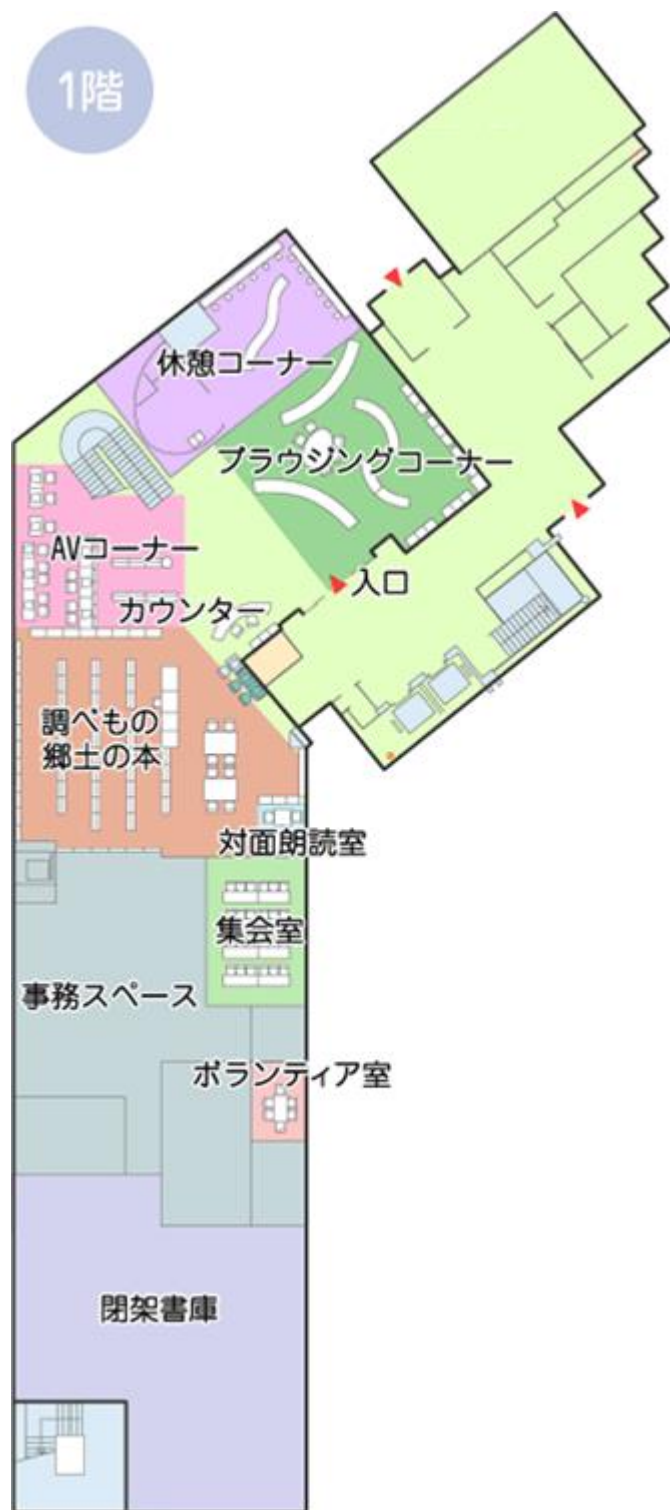 1階
休憩コーナー
ブラウジングコーナー
AVコーナー
入口
カウンター
調べもの
郷土の本
対面朗読室
集会室
事務スペース
ボランティア室
閉架書庫